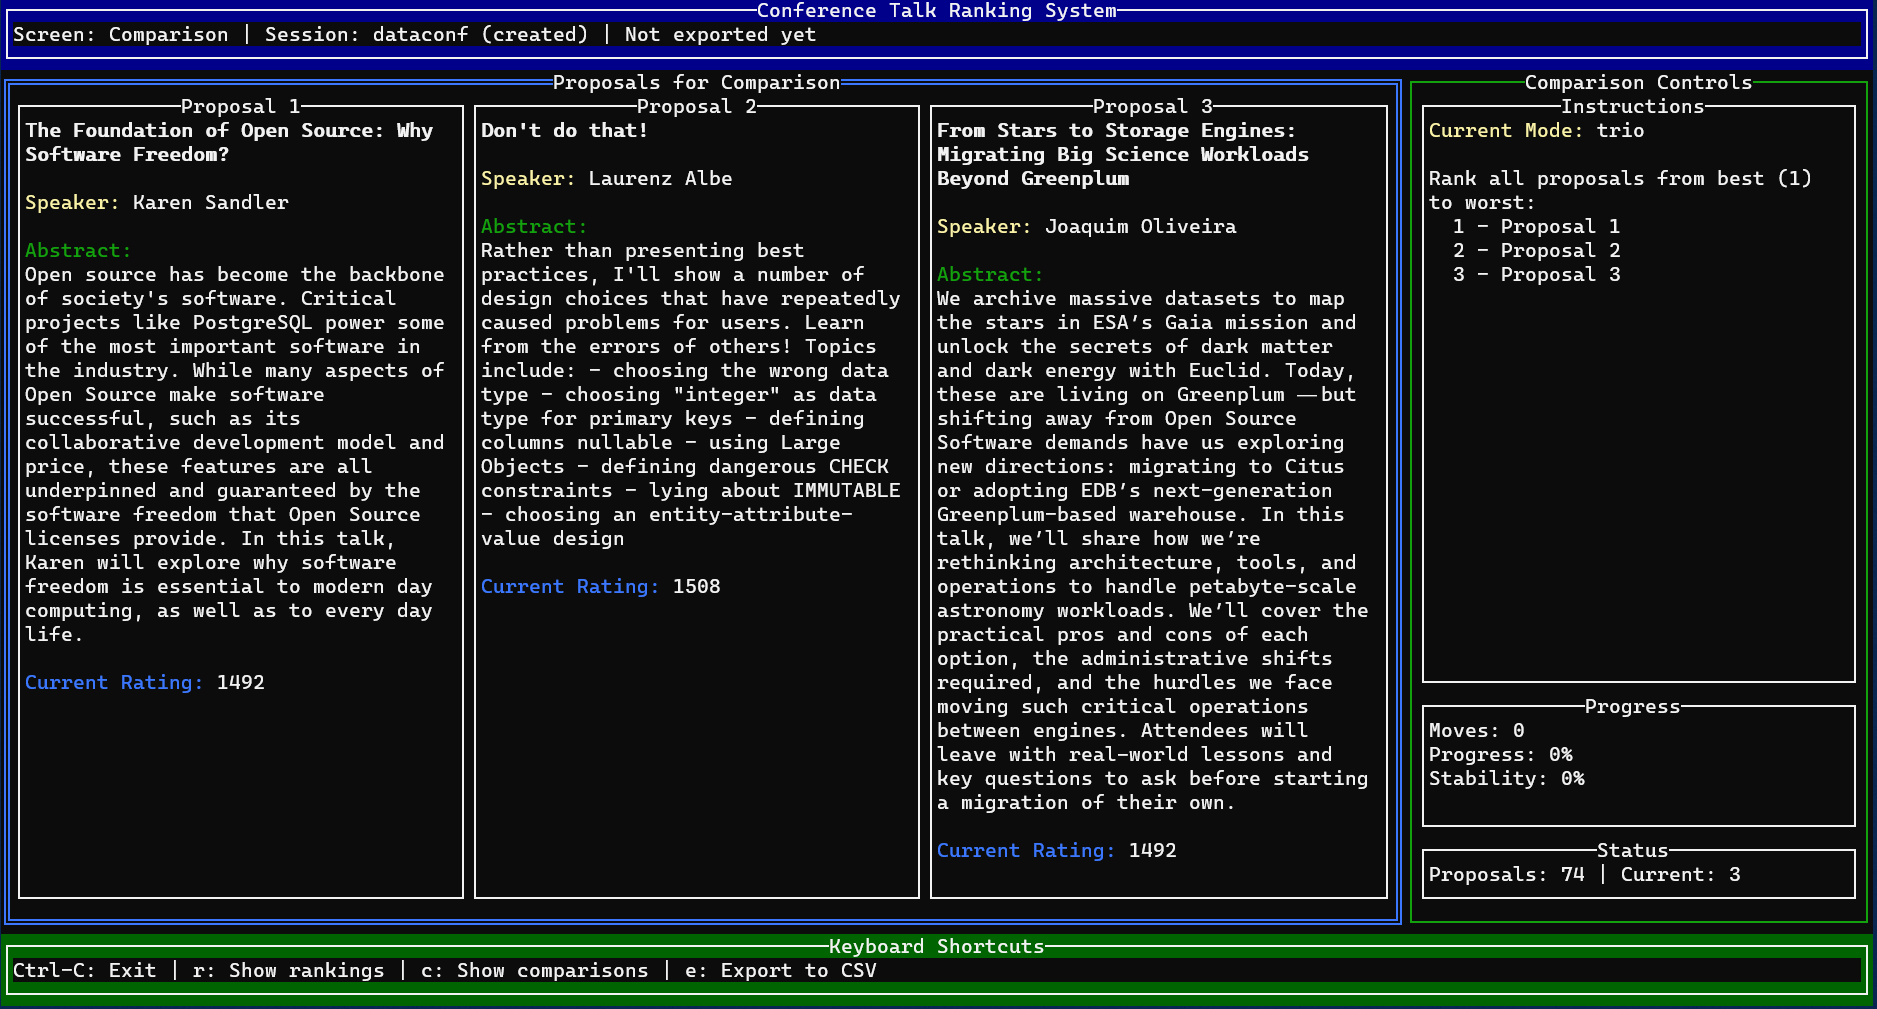 Conference Talk Ranking System
Screen: Comparison | Session: dataconf (created) | Not exported yet
Proposals for Comparison
Proposal 1
The Foundation of Open Source: Why
Software Freedom?
Speaker: Karen Sandler
Abstract:
Open source has become the backbone
of society's software. Critical
projects like PostgreSQL power some
of the most important software in
the industry. While many aspects of
Open Source make software
successful, such as its
collaborative development model and
price, these features are all
underpinned and guaranteed by the
software freedom that Open Source
licenses provide. In this talk,
Karen will explore why software
freedom is essential to modern day
computing, as well as to every day
life.
Current Rating: 1492
Proposal 2
Don't do that!
Speaker: Laurenz Albe
Abstract:
Rather than presenting best
practices, I'll show a number of
design choices that have repeatedly
caused problems for users. Learn
from the errors of others! Topics
include: - choosing the wrong data
type - choosing "integer" as data
type for primary keys - defining
columns nullable - using Large
Objects - defining dangerous CHECK
constraints - lying about IMMUTABLE
- choosing an entity-attribute-
value design
Current Rating: 1508
Proposal 3
From Stars to Storage Engines:
Migrating Big Science Workloads
Beyond Greenplum
Speaker: Joaquim Oliveira
Abstract:
We archive massive datasets to map
the stars in ESA’s Gaia mission and
unlock the secrets of dark matter
and dark energy with Euclid. Today,
these are living on Greenplum —but
shifting away from Open Source
Software demands have us exploring
new directions: migrating to Citus
or adopting EDB’s next-generation
Greenplum-based warehouse. In this
talk, we’ll share how we’re
rethinking architecture, tools, and
operations to handle petabyte-scale
astronomy workloads. We’ll cover the
practical pros and cons of each
option, the administrative shifts
required, and the hurdles we face
moving such critical operations
between engines. Attendees will
leave with real-world lessons and
key questions to ask before starting
a migration of their own.
Current Rating: 1492
Comparison Controls
Instructions
Current Mode: trio
Rank all proposals from best (1)
to worst:
1 - Proposal 1
2 - Proposal 2
3 - Proposal 3
Progress
Moves: 0
Progress: 0%
Stability: 0%
Status
Proposals: 74 | Current: 3
Keyboard Shortcuts
Ctrl-C: Exit | r: Show rankings | c: Show comparisons | e: Export to CSV